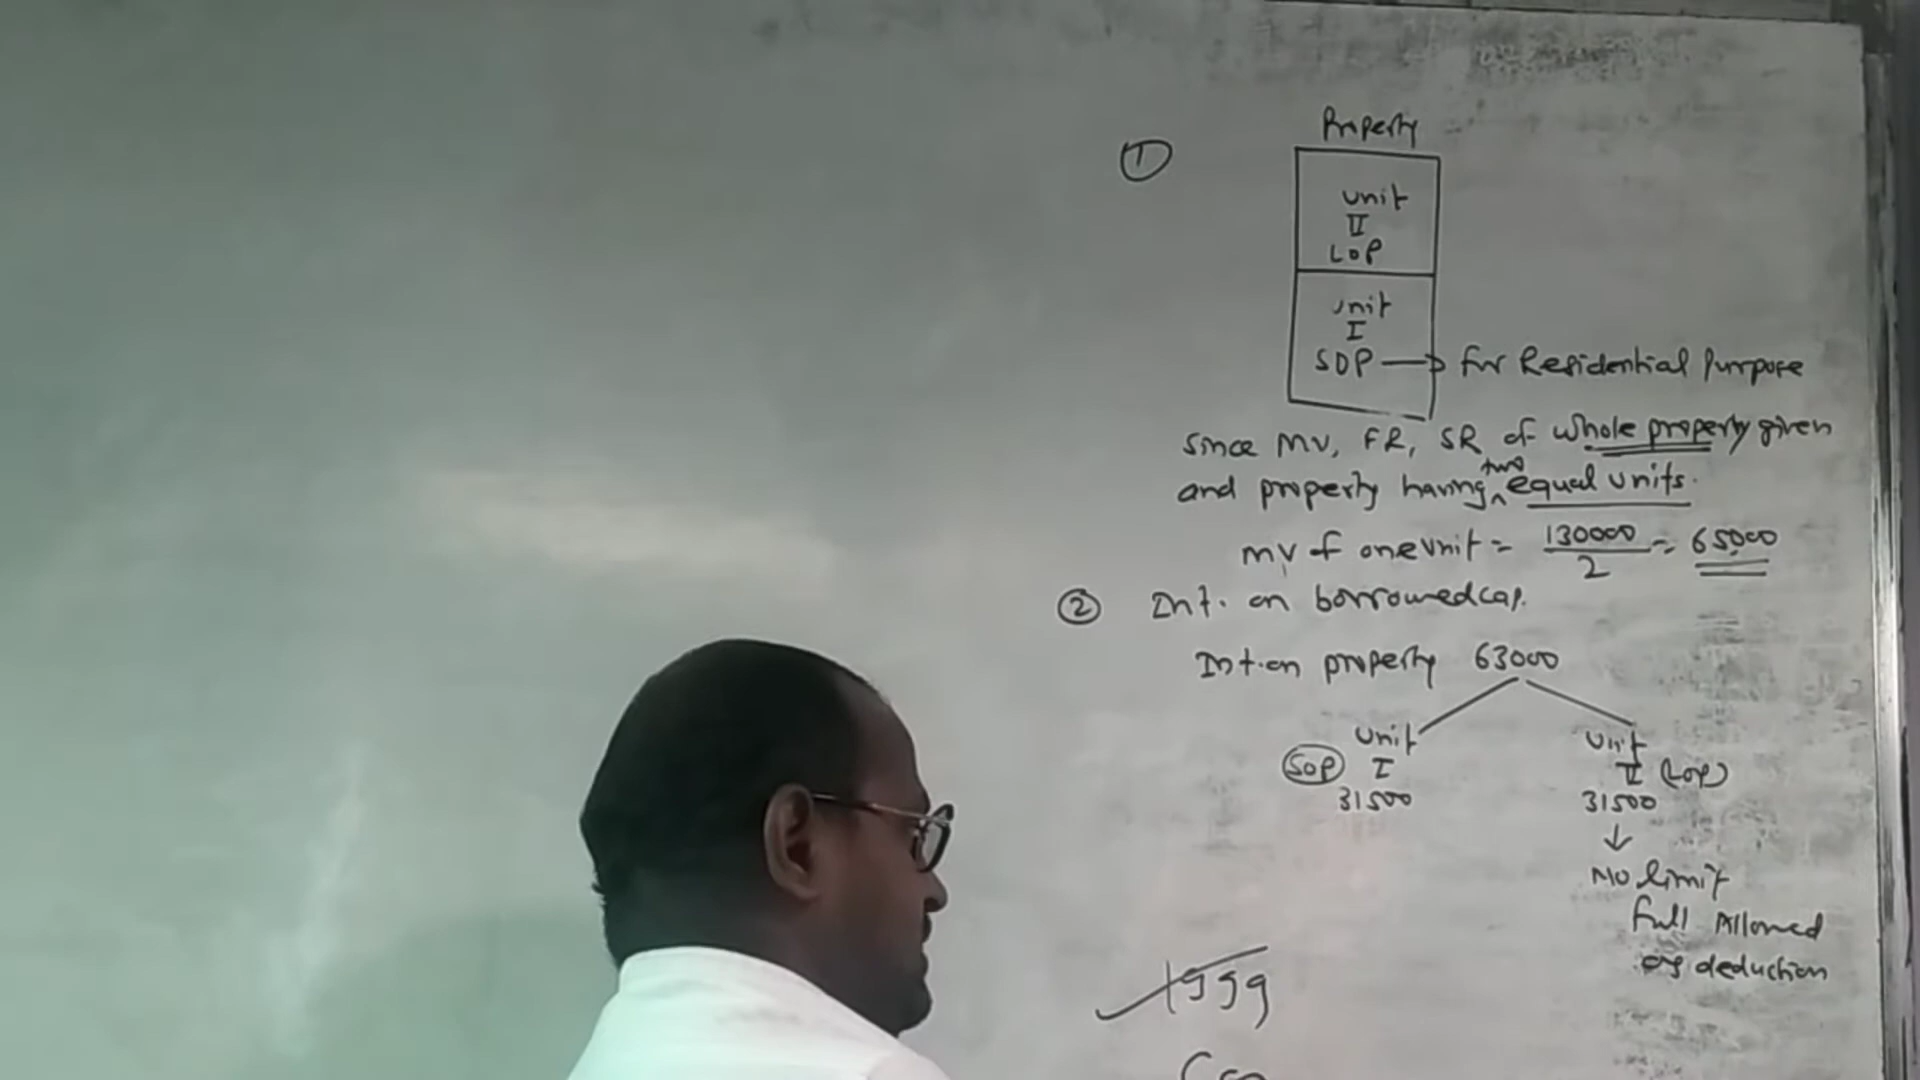 ①
Property
Unit
II
LOP
Unit
I
SOP → for Residential Purpose
Since MV, FR, SR of whole property given
and property having two equal units.
MV of one unit = 130000/2 = 65000
② Int. on borrowed cap.
Int. on property 63000
SOP Unit I 31500
Unit II (LOP) 31500
↓
No limit
full Allowed
as deduction
1999